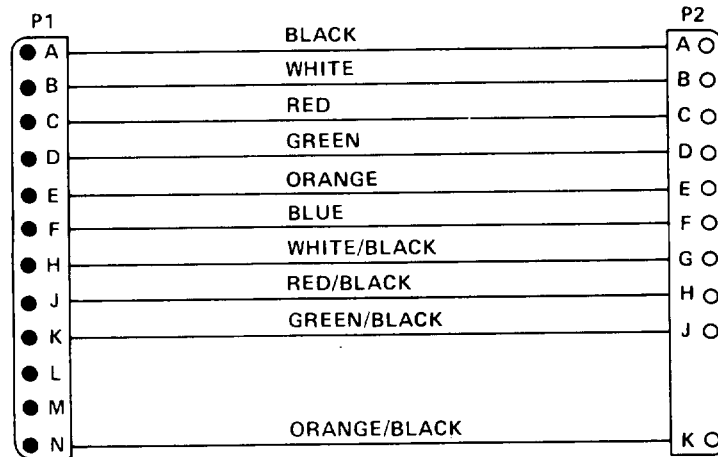 P1 P2
A BLACK A
B WHITE B
C RED C
D GREEN D
E ORANGE E
F BLUE F
H WHITE/BLACK G
J RED/BLACK H
K GREEN/BLACK J
L
M
N ORANGE/BLACK K